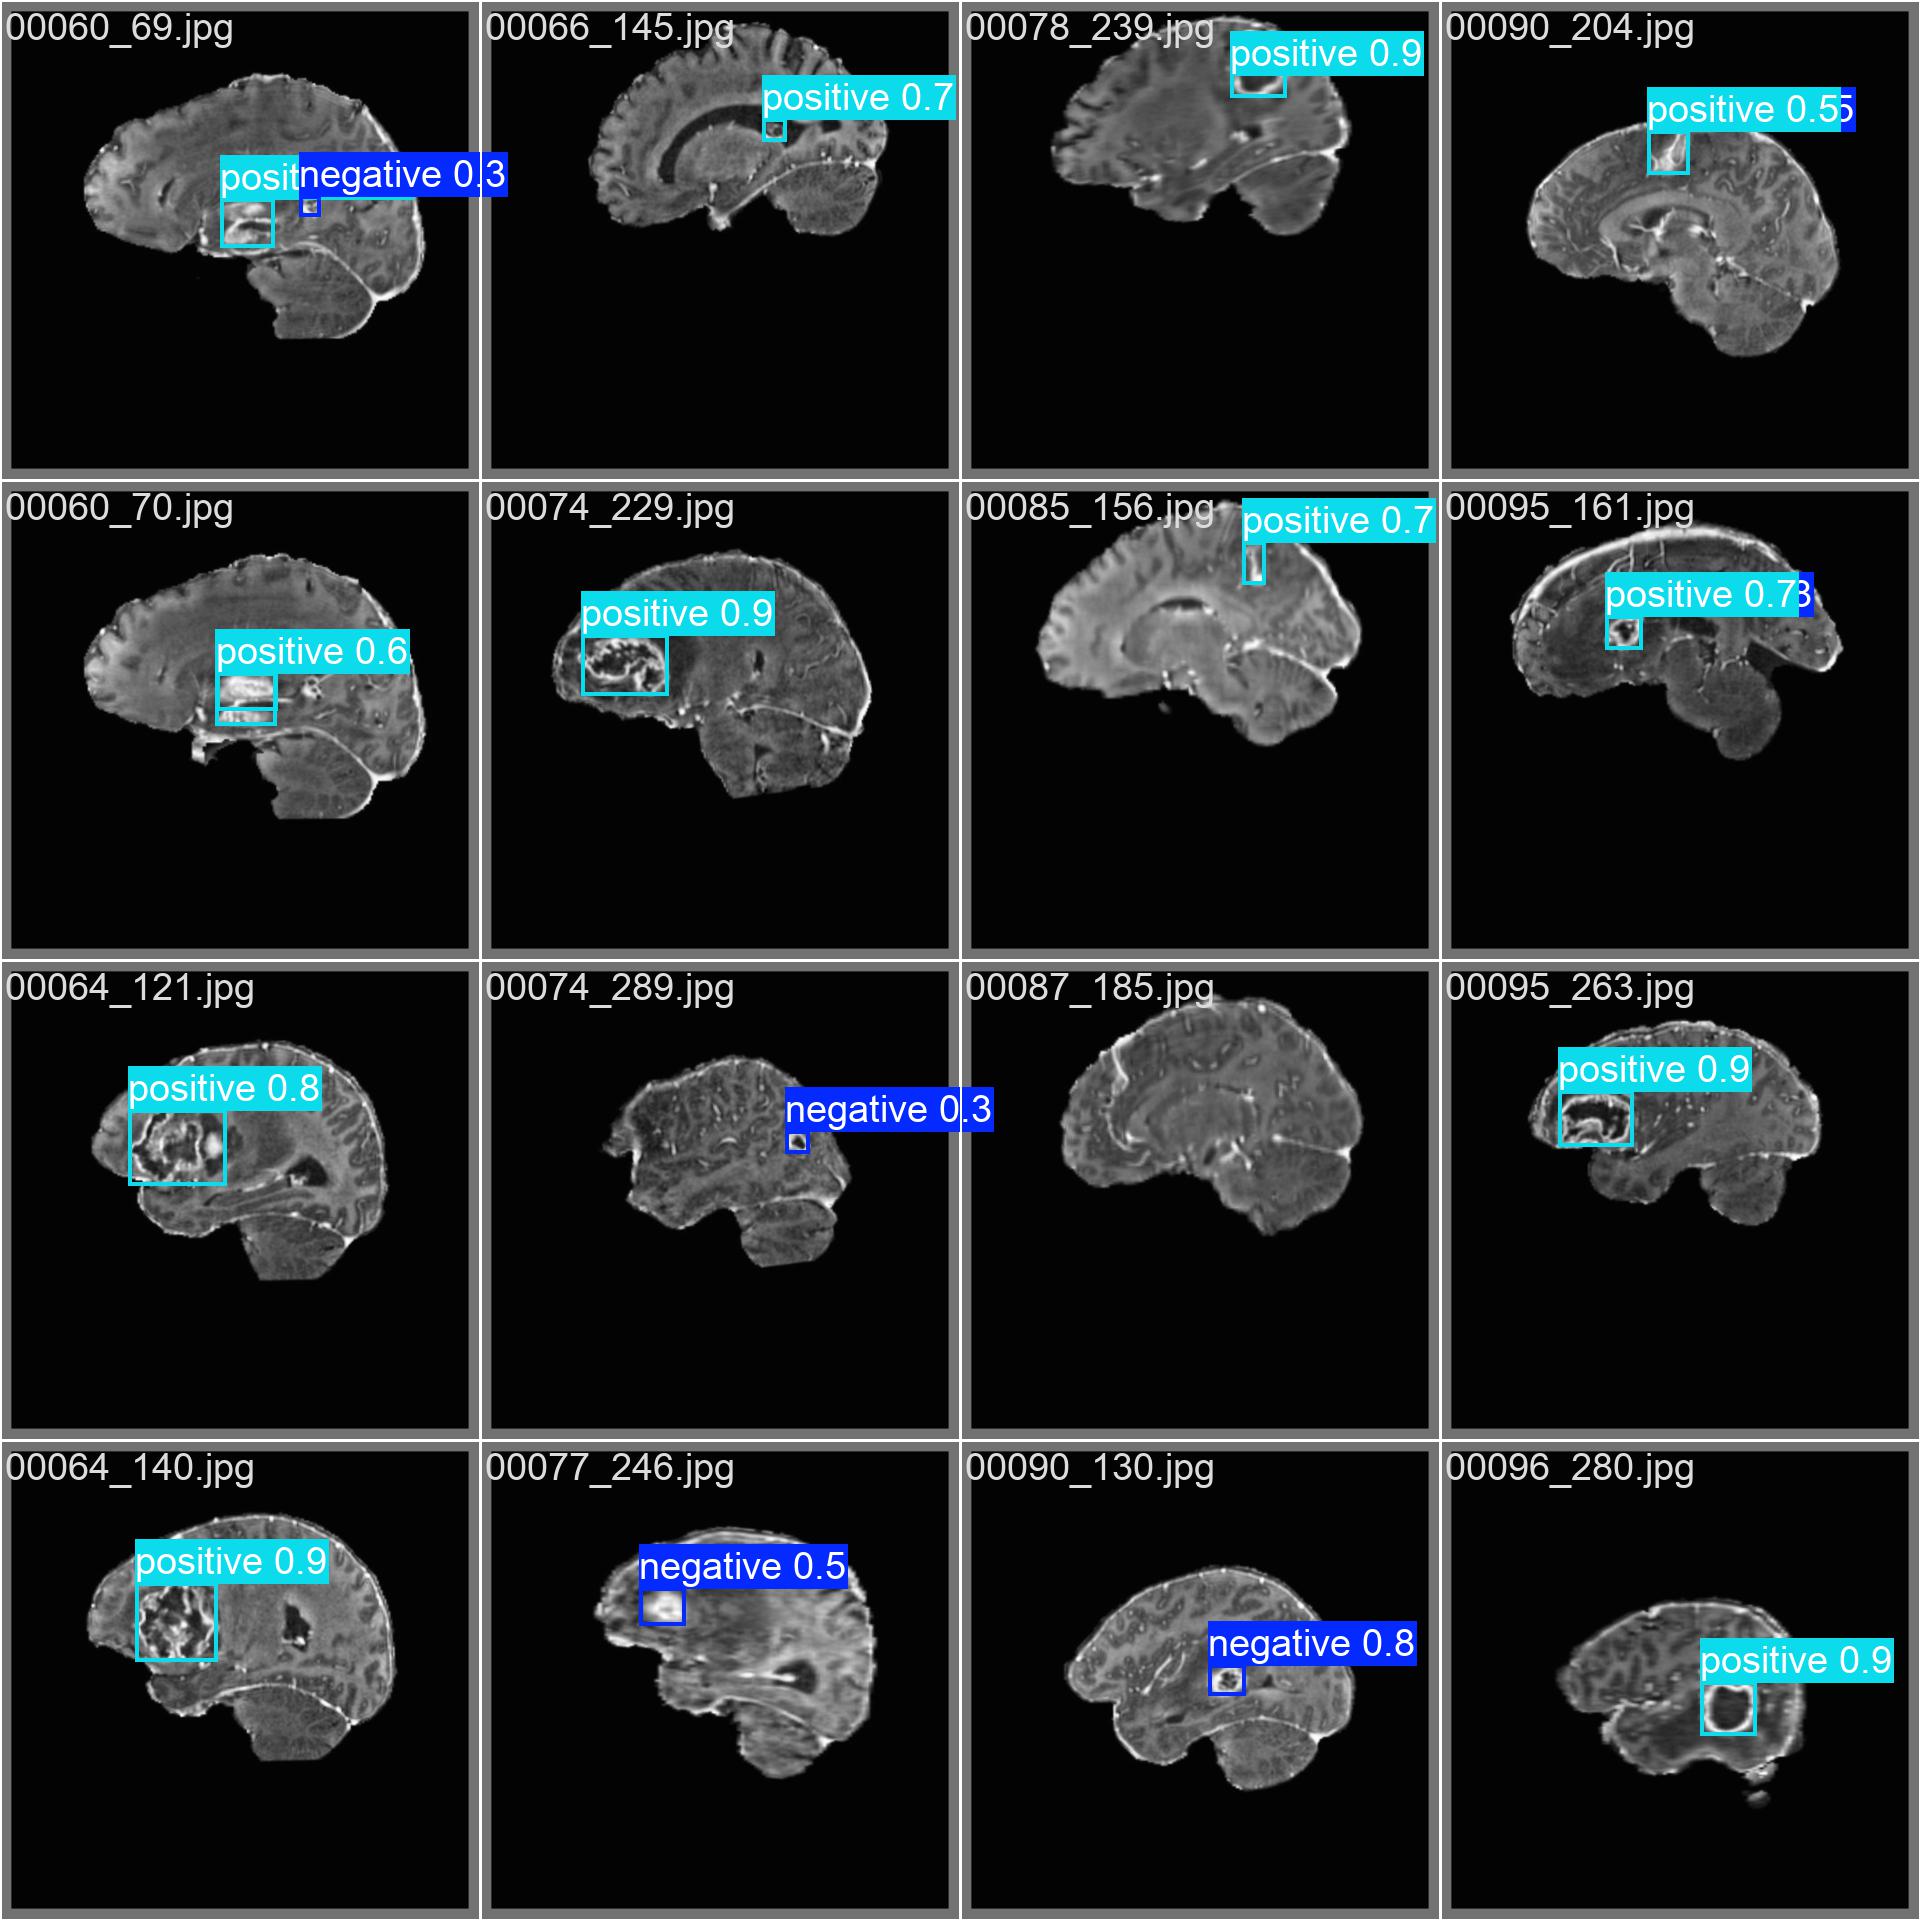 00060_69.jpg
posit
negative 0.3
00066_145.jpg
positive 0.7
00078_239.jpg
positive 0.9
00090_204.jpg
positive 0.5
5
00060_70.jpg
positive 0.6
00074_229.jpg
positive 0.9
00085_156.jpg
positive 0.7
00095_161.jpg
positive 0.7
3
00064_121.jpg
positive 0.8
00074_289.jpg
negative 0.3
00087_185.jpg
00095_263.jpg
positive 0.9
00064_140.jpg
positive 0.9
00077_246.jpg
negative 0.5
00090_130.jpg
negative 0.8
00096_280.jpg
positive 0.9